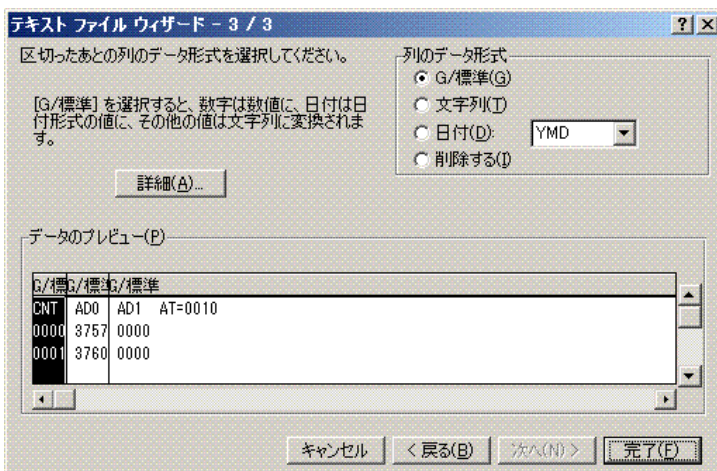 テキスト ファイル ウィザード - 3 / 3
区切ったあとの列のデータ形式を選択してください。
[G/標準] を選択すると、数字は数値に、日付は日
付形式の値に、その他の値は文字列に変換されま
す。
詳細(A)...
列のデータ形式
G/標準(G)
文字列(T)
日付(D):
YMD
削除する(I)
データのプレビュー(P)
G/標 G/標準 G/標準
CNT AD0 AD1 AT=0010
0000 3757 0000
0001 3760 0000
キャンセル
< 戻る(B)
次へ(N) >
完了(F)